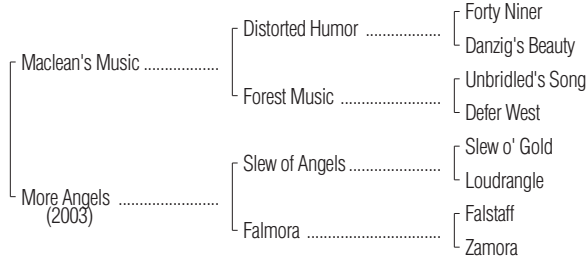 Forty Niner
Distorted Humor ..................
Danzig's Beauty
Maclean's Music ..................
Unbridled's Song
Forest Music ........................
Defer West
Slew o' Gold
Slew of Angels ......................
Loudrangle
More Angels ........................
(2003)
Falstaff
Falmora ................................
Zamora